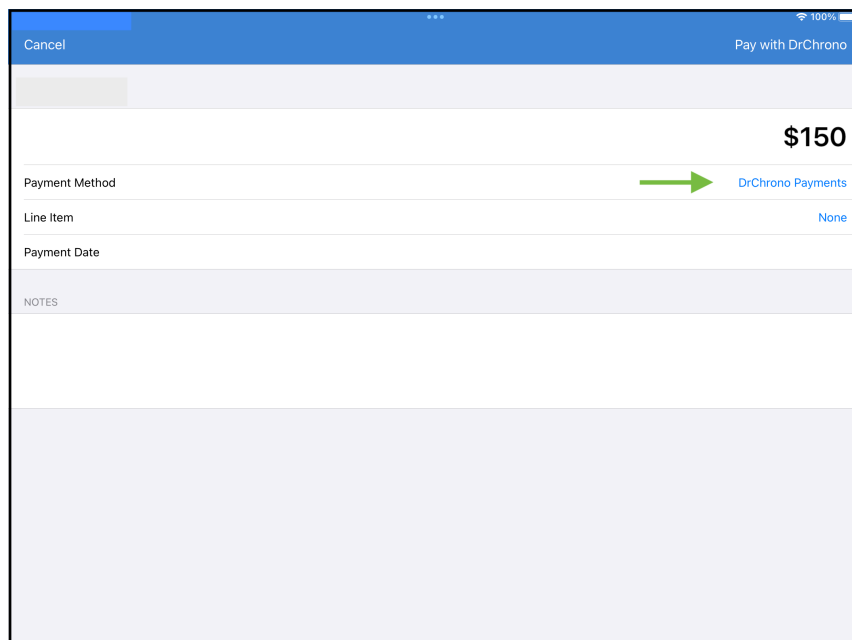 100%
Cancel Pay with DrChrono
$150
Payment Method DrChrono Payments
Line Item None
Payment Date
NOTES